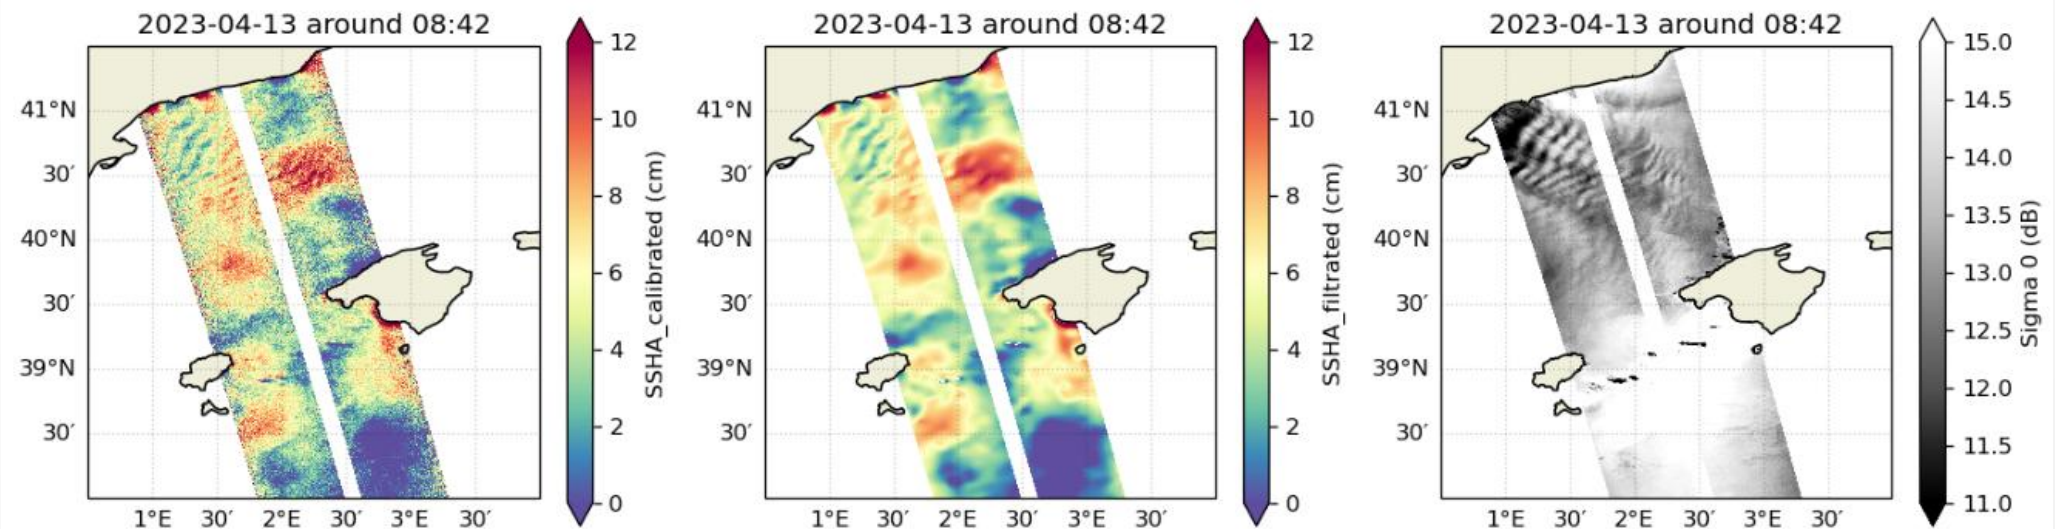 2023-04-13 around 08:42
41°N
30′
40°N
30′
39°N
30′
1°E 30′ 2°E 30′ 3°E 30′
12
10
8
6
4
2
0
SSHA_calibrated (cm)
2023-04-13 around 08:42
41°N
30′
40°N
30′
39°N
30′
1°E 30′ 2°E 30′ 3°E 30′
12
10
8
6
4
2
0
SSHA_filtrated (cm)
2023-04-13 around 08:42
41°N
30′
40°N
30′
39°N
30′
1°E 30′ 2°E 30′ 3°E 30′
15.0
14.5
14.0
13.5
13.0
12.5
12.0
11.5
11.0
Sigma 0 (dB)